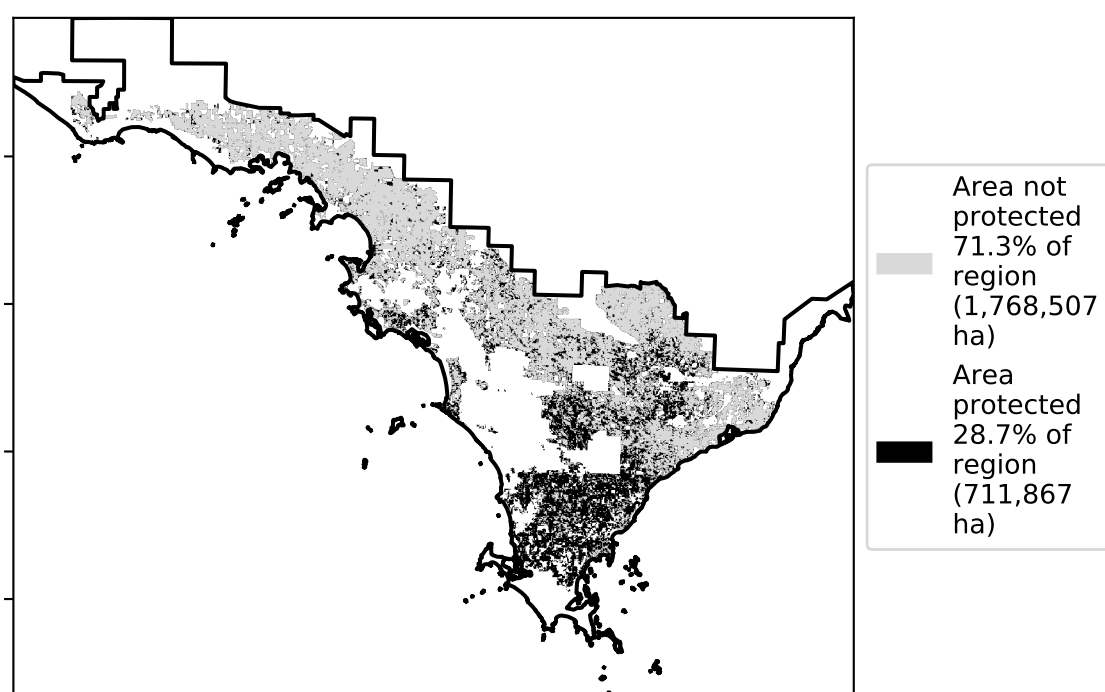 Area not
protected
71.3% of
region
(1,768,507
ha)
Area
protected
28.7% of
region
(711,867
ha)